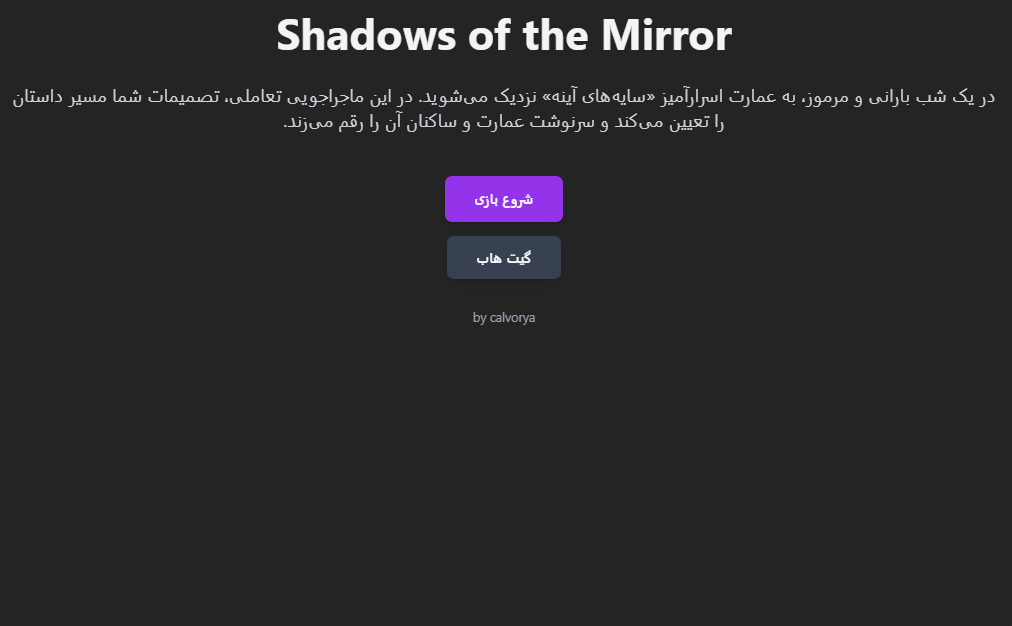 Shadows of the Mirror
در یک شب بارانی و مرموز، به عمارت اسرارآمیز «سایه‌های آینه» نزدیک می‌شوید. در این ماجراجویی تعاملی، تصمیمات شما مسیر داستان
را تعیین می‌کند و سرنوشت عمارت و ساکنان آن را رقم می‌زند.
شروع بازی
گیت هاب
by calvorya